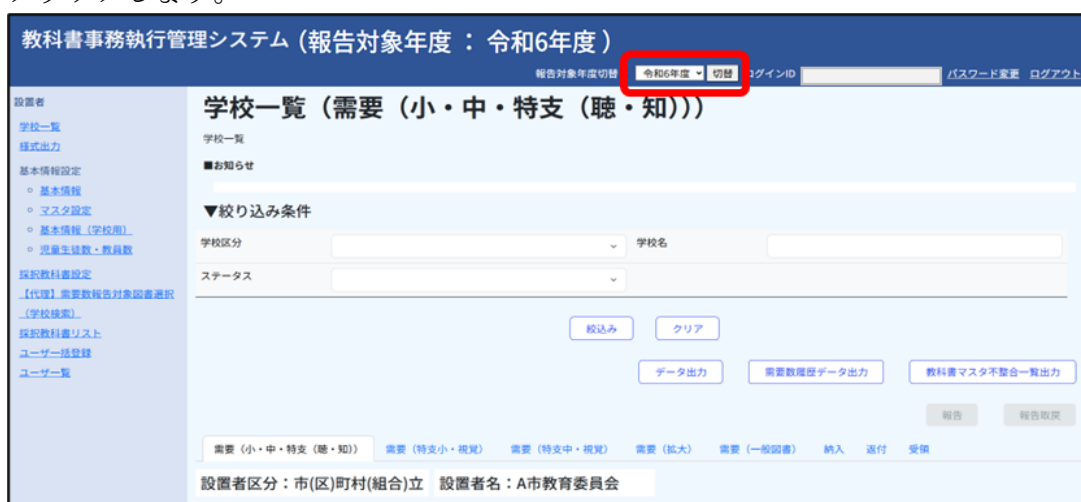 教科書事務執行管理システム (報告対象年度 ： 令和6年度 )
報告対象年度切替 令和6年度 切替 ログインID パスワード変更 ログアウト
設置者
学校一覧
様式出力
基本情報設定
基本情報
マスタ設定
基本情報（学校用）
児童生徒数・教員数
採択教科書設定
【代理】需要数報告対象図書選択
（学校検索）
採択教科書リスト
ユーザ一括登録
ユーザ一覧
学校一覧（需要（小・中・特支（聴・知）））
学校一覧
■お知らせ
▼絞り込み条件
学校区分 学校名
ステータス
絞込み クリア
データ出力 需要数履歴データ出力 教科書マスタ不整合一覧出力
報告 報告取戻
需要（小・中・特支（聴・知）） 需要（特支小・視覚） 需要（特支中・視覚） 需要（拡大） 需要（一般図書） 納入 返付 受領
設置者区分：市(区)町村(組合)立 設置者名：A市教育委員会